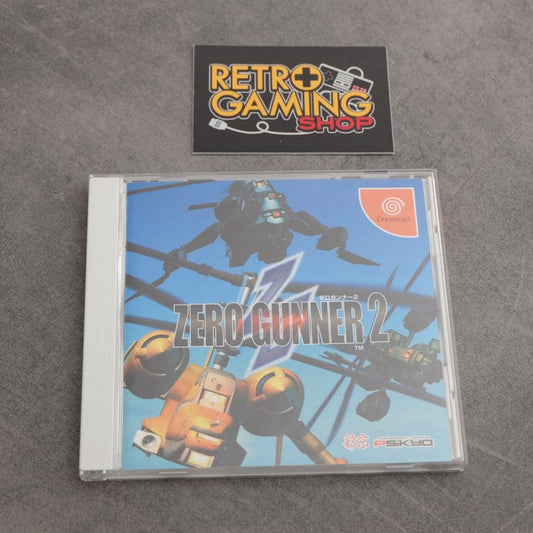 RETRO
GAMING
SHOP
Dreamcast
ゼロガンナー2
ZERO GUNNER 2
TM
彩京
PSIKYO